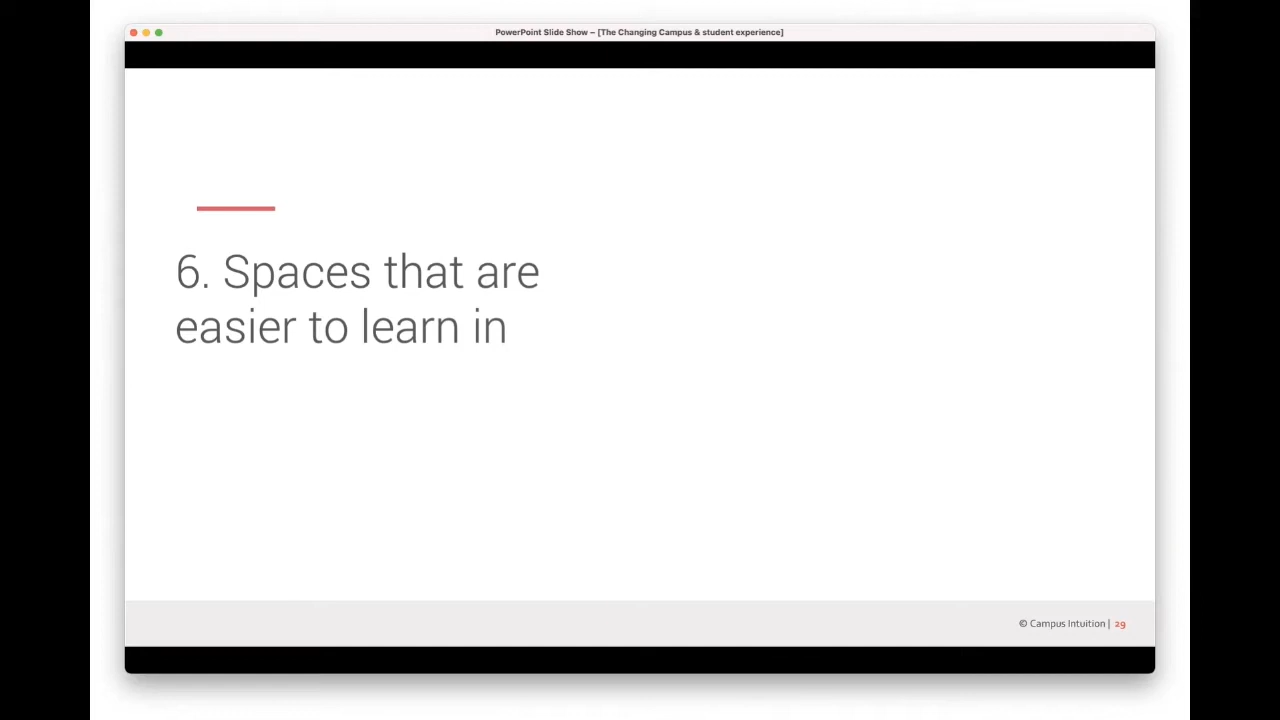 PowerPoint Slide Show – [The Changing Campus & student experience]
6. Spaces that are
easier to learn in
© Campus Intuition | 29